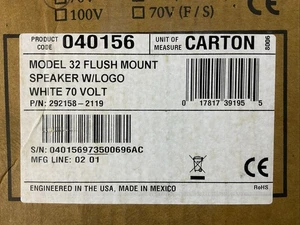 100V 70V (F / S)
PRODUCT CODE 040156 UNIT OF MEASURE CARTON
MODEL 32 FLUSH MOUNT
SPEAKER W/LOGO
WHITE 70 VOLT
P/N: 292158-2119
0 17817 39195 5
S/N: 040156973500696AC
MFG LINE: 02 01
CE
ENGINEERED IN THE USA, MADE IN MEXICO
RoHS